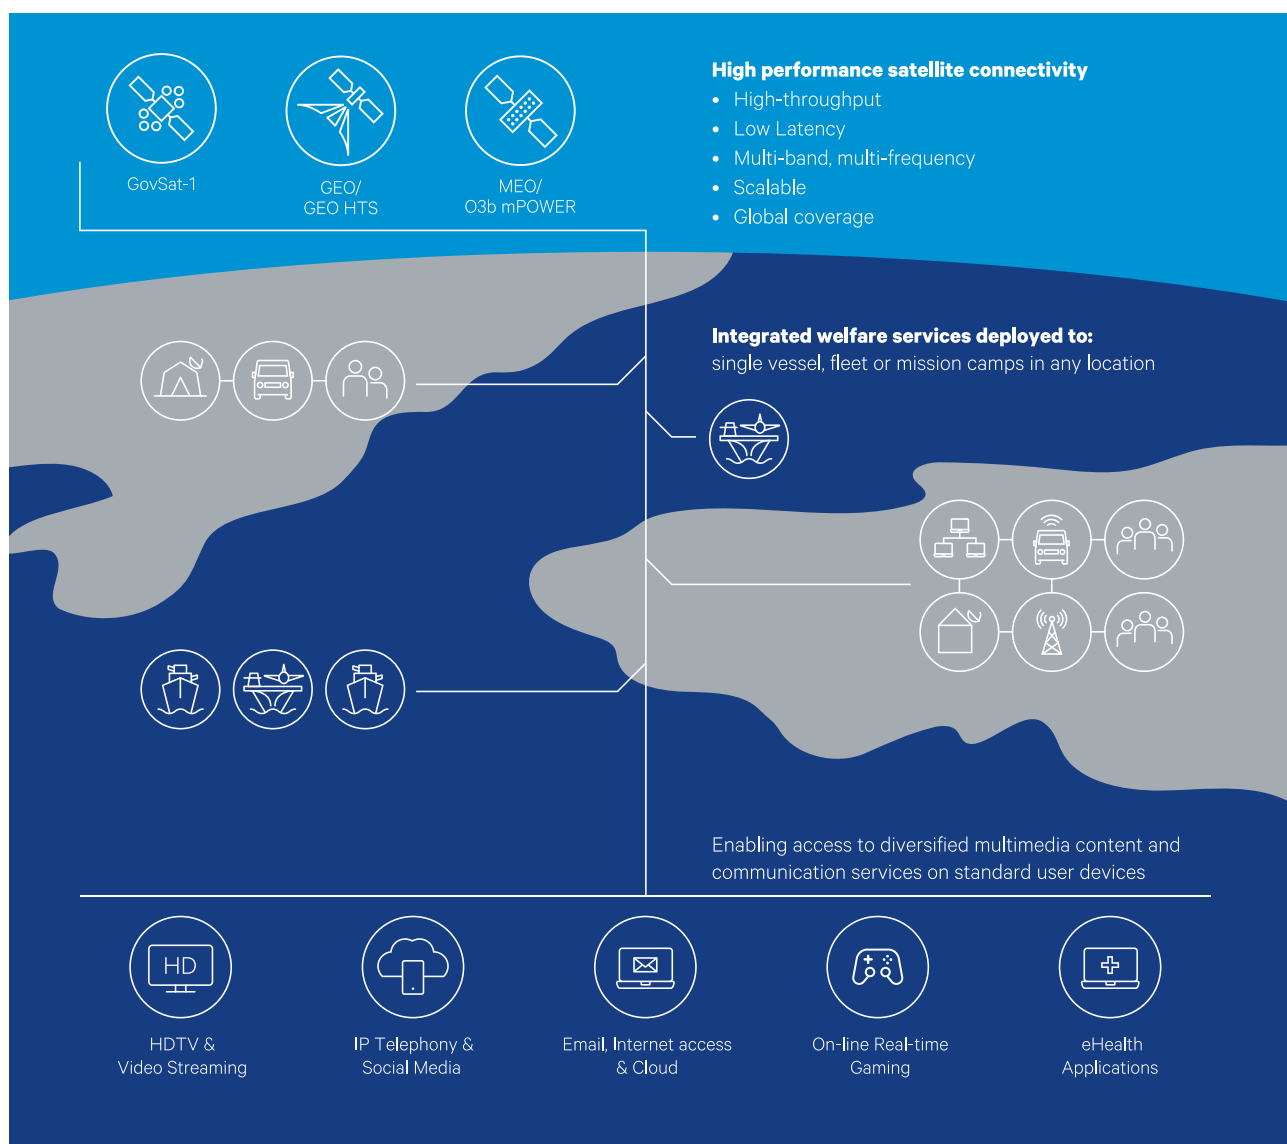 GovSat-1
GEO/
GEO HTS
MEO/
O3b mPOWER
High performance satellite connectivity
• High-throughput
• Low Latency
• Multi-band, multi-frequency
• Scalable
• Global coverage
Integrated welfare services deployed to:
single vessel, fleet or mission camps in any location
Enabling access to diversified multimedia content and
communication services on standard user devices
HD
HDTV &
Video Streaming
IP Telephony &
Social Media
Email, Internet access
& Cloud
On-line Real-time
Gaming
eHealth
Applications